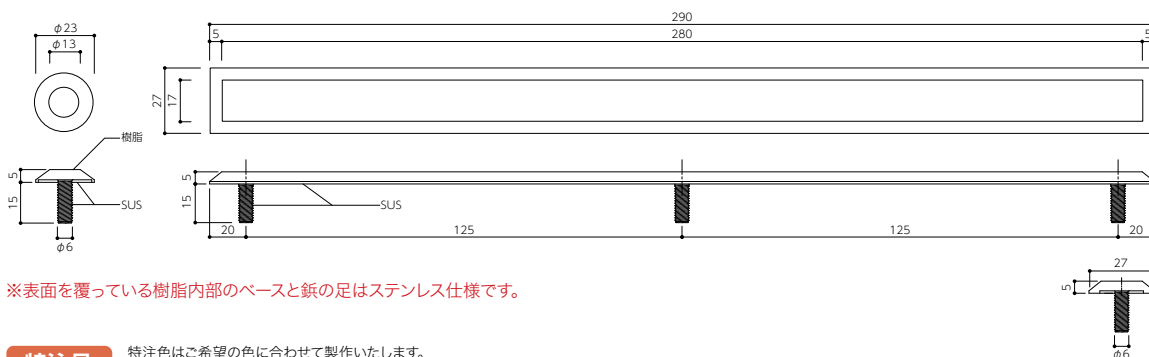 φ23
φ13
290
5
280
5
27
17
樹脂
5
15
SUS
φ6
5
15
SUS
20
125
125
20
27
5
φ6
※表面を覆っている樹脂内部のベースと鋲の足はステンレス仕様です。
特注色はご希望の色に合わせて製作いたします。